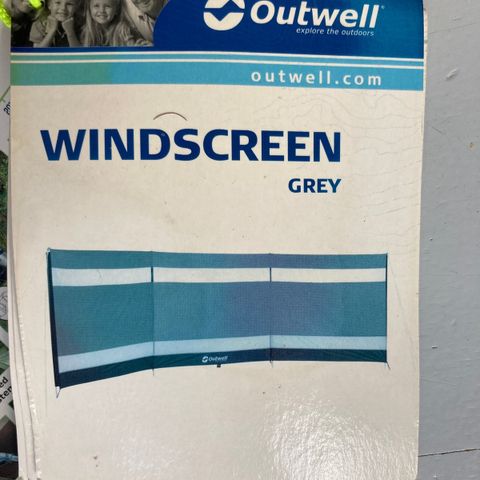 Outwell
explore the outdoors
outwell.com
WINDSCREEN
GREY
Outwell